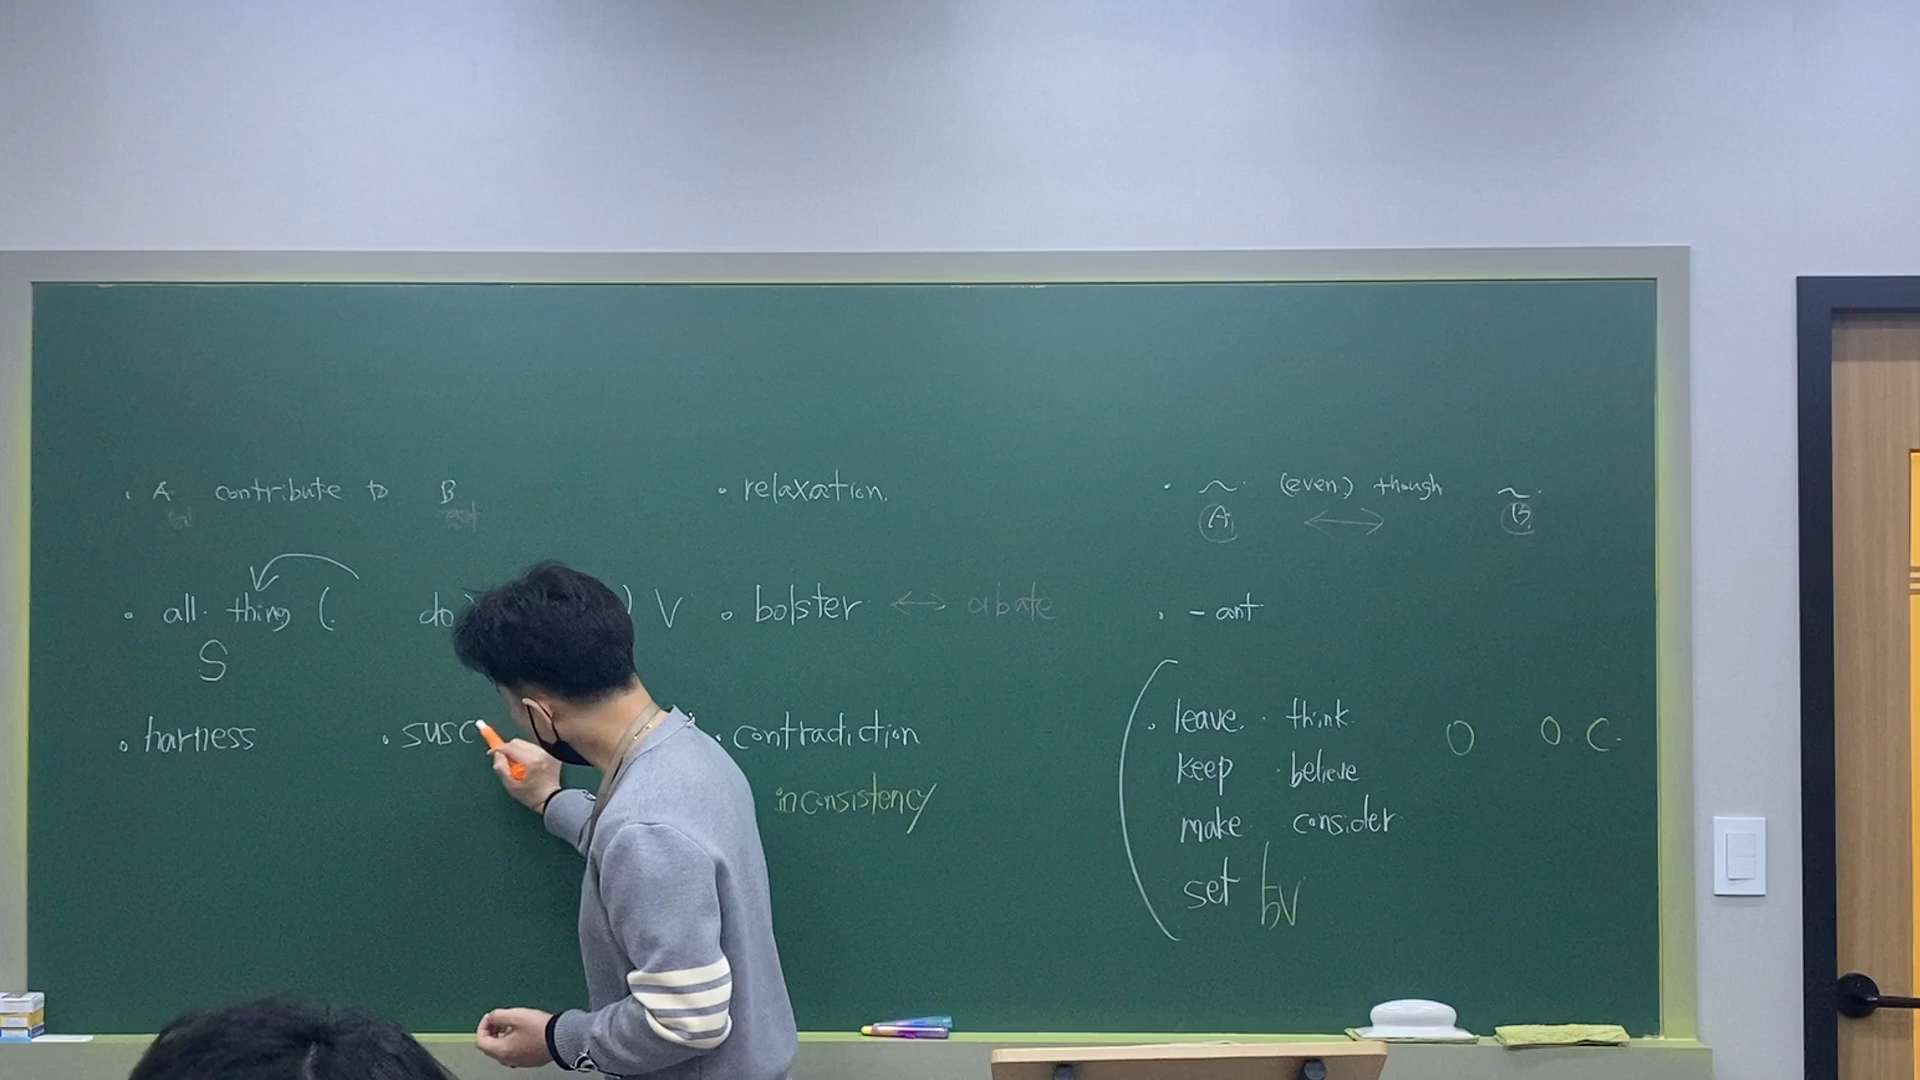 · A contribute to B
· all thing ( do ) V
S
· harness
· susc
· relaxation.
· bolster ↔ abate
· contradiction
inconsistency
· ~ (even) though ~
A ↔ B
· - ant
( · leave · think O O.C.
keep · believe
make consider
set